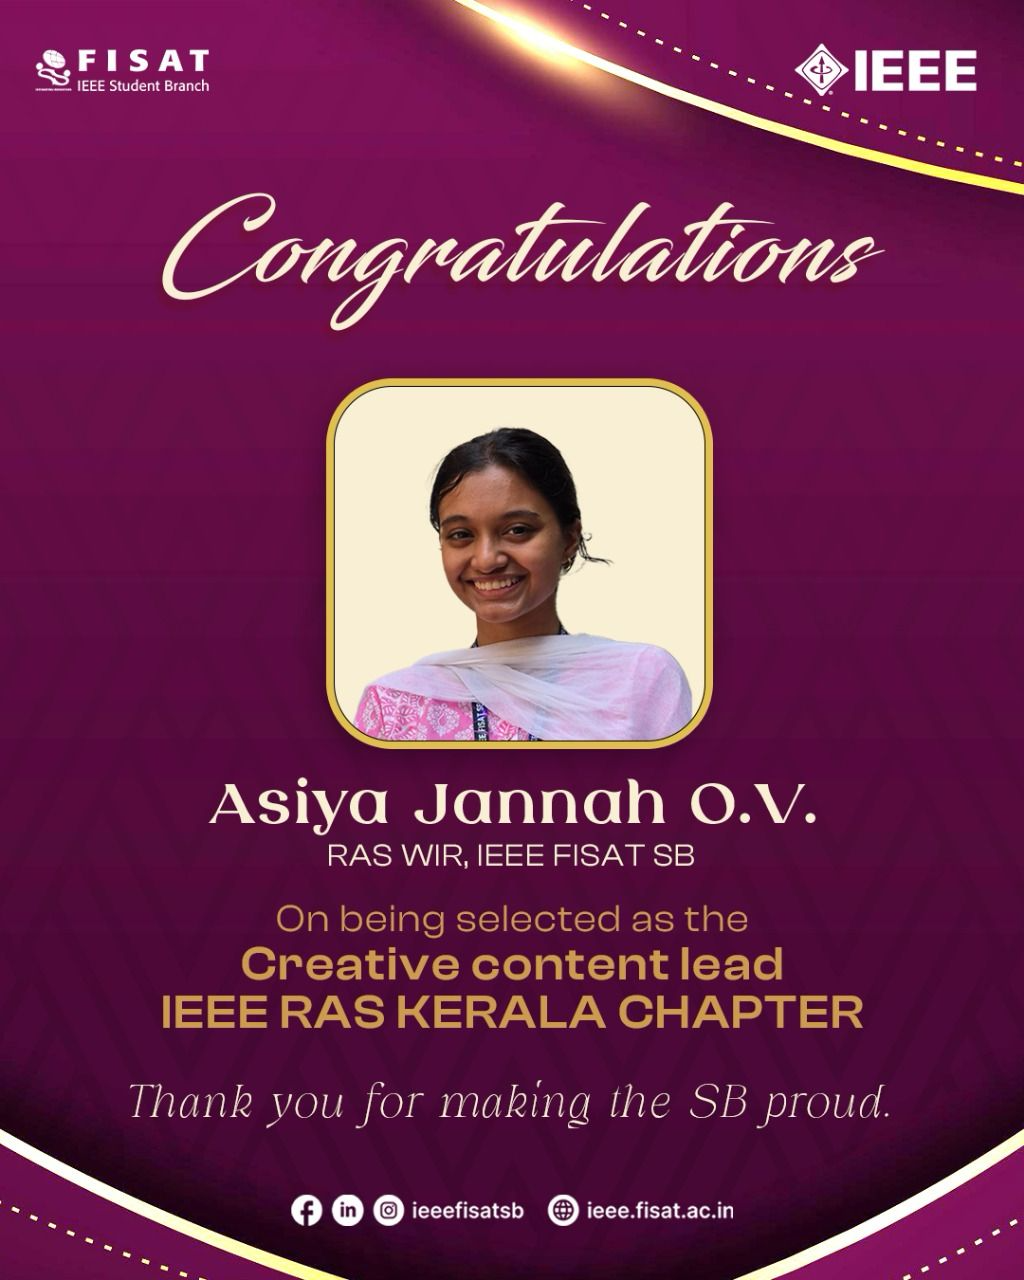 FISAT
IEEE Student Branch
IEEE
Congratulations
Asiya Jannah O.V.
RAS WIR, IEEE FISAT SB
On being selected as the
Creative content lead
IEEE RAS KERALA CHAPTER
Thank you for making the SB proud.
ieeefisatsb ieee.fisat.ac.in